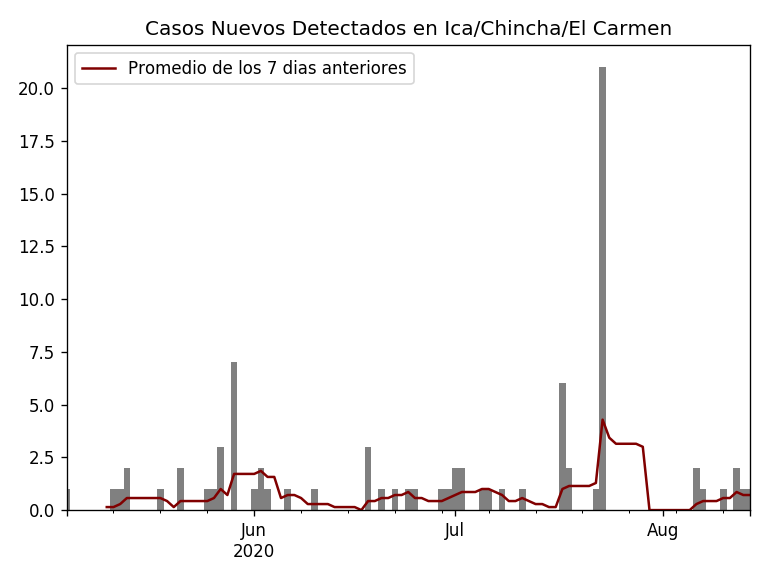 Casos Nuevos Detectados en Ica/Chincha/El Carmen
Promedio de los 7 dias anteriores
20.0
17.5
15.0
12.5
10.0
7.5
5.0
2.5
0.0
Jun
2020
Jul
Aug